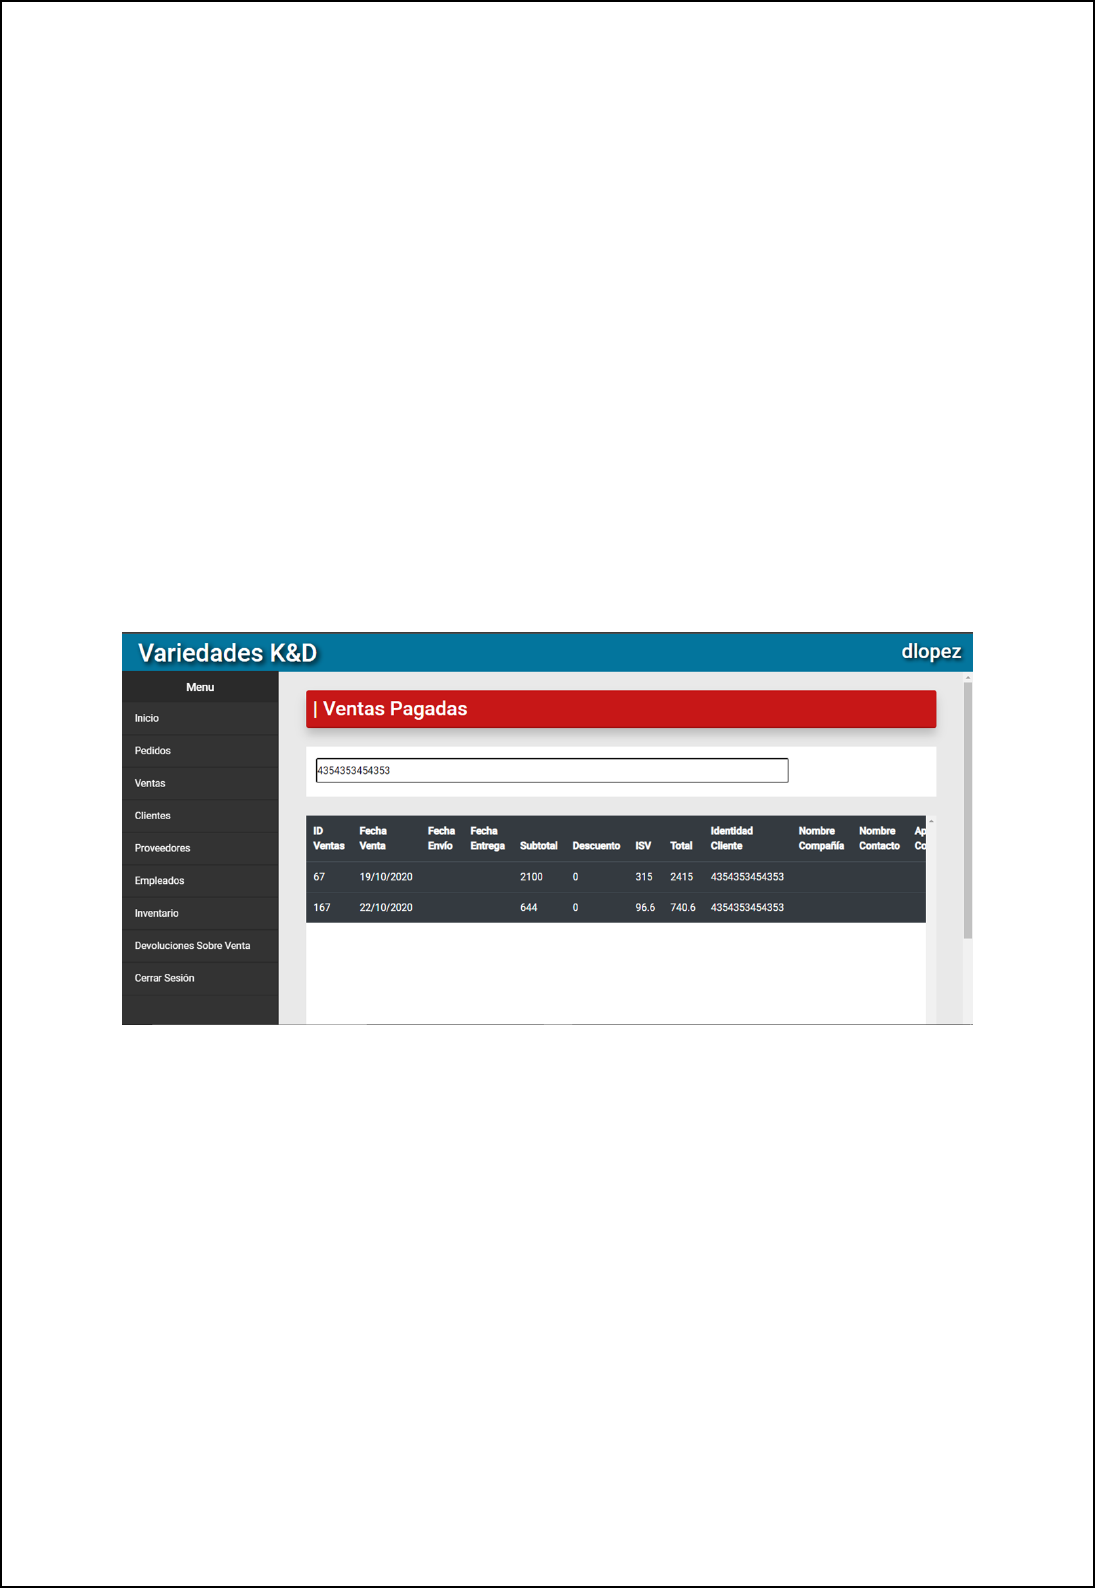 Variedades K&D
dlopez
Menu
Inicio
Pedidos
Ventas
Clientes
Proveedores
Empleados
Inventario
Devoluciones Sobre Venta
Cerrar Sesión
| Ventas Pagadas
4354353454353
ID Ventas Fecha Venta Fecha Envío Fecha Entrega Subtotal Descuento ISV Total Identidad Cliente Nombre Compañía Nombre Contacto Ap Co
67 19/10/2020 2100 0 315 2415 4354353454353
167 22/10/2020 644 0 96.6 740.6 4354353454353